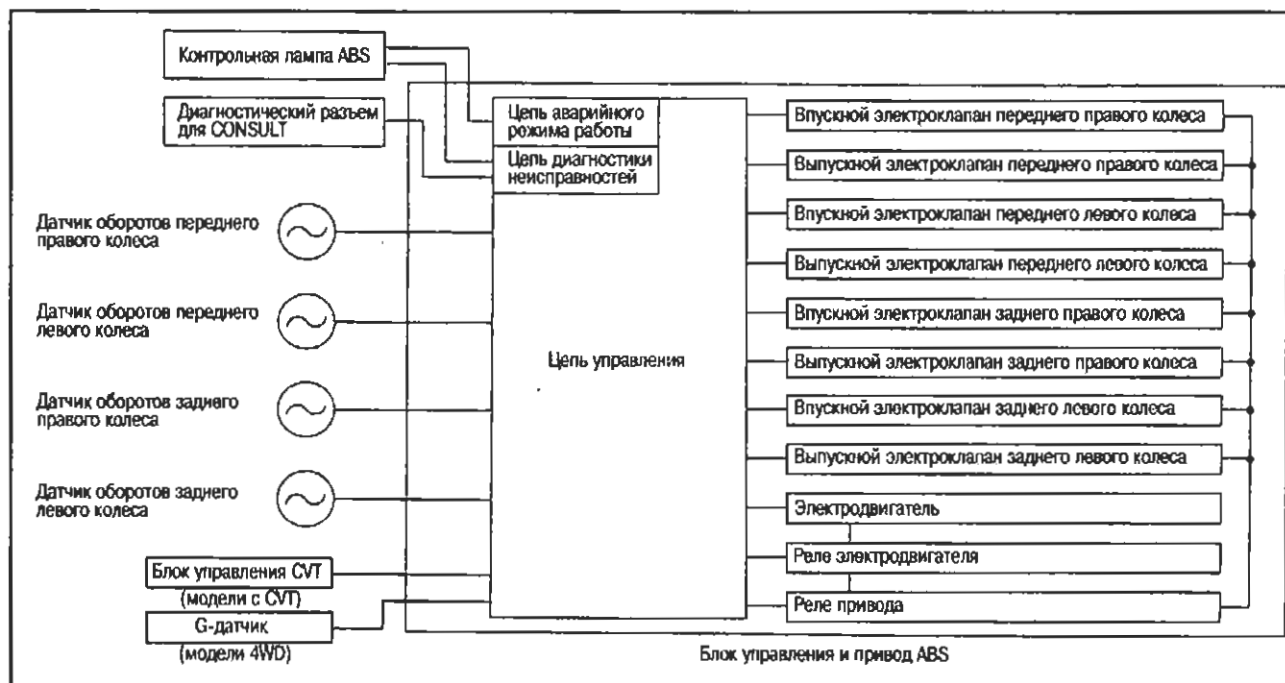 Контрольная лампа ABS
Диагностический разъем
для CONSULT
Датчик оборотов переднего
правого колеса
Датчик оборотов переднего
левого колеса
Датчик оборотов заднего
правого колеса
Датчик оборотов заднего
левого колеса
Блок управления CVT
(модели с CVT)
G-датчик
(модели 4WD)
Цепь аварийного
режима работы
Цепь диагностики
неисправностей
Цепь управления
Впускной электроклапан переднего правого колеса
Выпускной электроклапан переднего правого колеса
Впускной электроклапан переднего левого колеса
Выпускной электроклапан переднего левого колеса
Впускной электроклапан заднего правого колеса
Выпускной электроклапан заднего правого колеса
Впускной электроклапан заднего левого колеса
Выпускной электроклапан заднего левого колеса
Электродвигатель
Реле электродвигателя
Реле привода
Блок управления и привод ABS